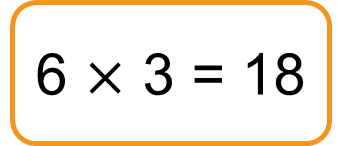 6 × 3 = 18